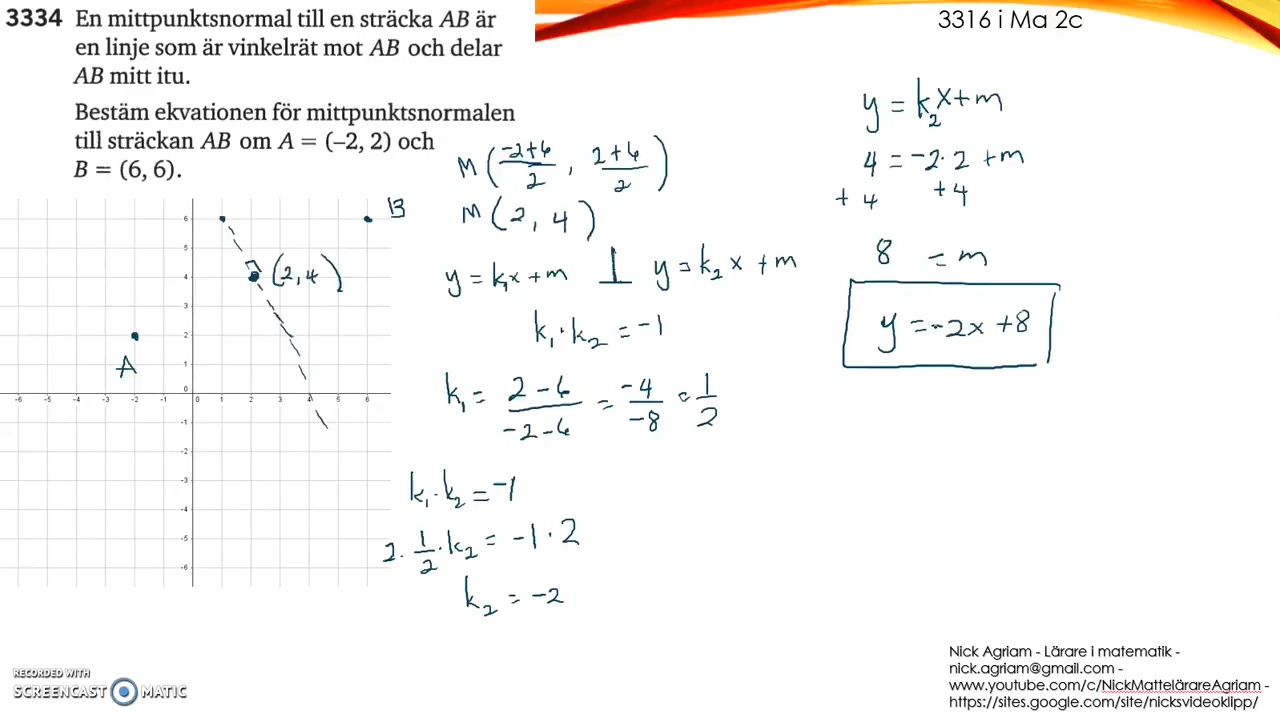 3334 En mittpunktsnormal till en sträcka AB är
en linje som är vinkelrät mot AB och delar
AB mitt itu.
Bestäm ekvationen för mittpunktsnormalen
till sträckan AB om A = (–2, 2) och
B = (6, 6).
3316 i Ma 2c
M(-2+6/2, 2+6/2)
M(2, 4)
y = k₁x + m ⊥ y = k₂x + m
k₁ · k₂ = -1
k₁ = 2-6/-2-6 = -4/-8 = 1/2
k₁ · k₂ = -1
2 · 1/2 · k₂ = -1 · 2
k₂ = -2
y = k₂x + m
4 = -2 · 2 + m
+4 +4
8 = m
y = -2x + 8
B
(2, 4)
A
6
5
4
3
2
1
0
-6 -5 -4 -3 -2 -1 1 2 3 4 5 6
-1
-2
-3
-4
-5
-6
RECORDED WITH
SCREENCAST MATIC
Nick Agriam - Lärare i matematik -
nick.agriam@gmail.com -
www.youtube.com/c/NickMattelärareAgriam -
https://sites.google.com/site/nicksvideoklipp/